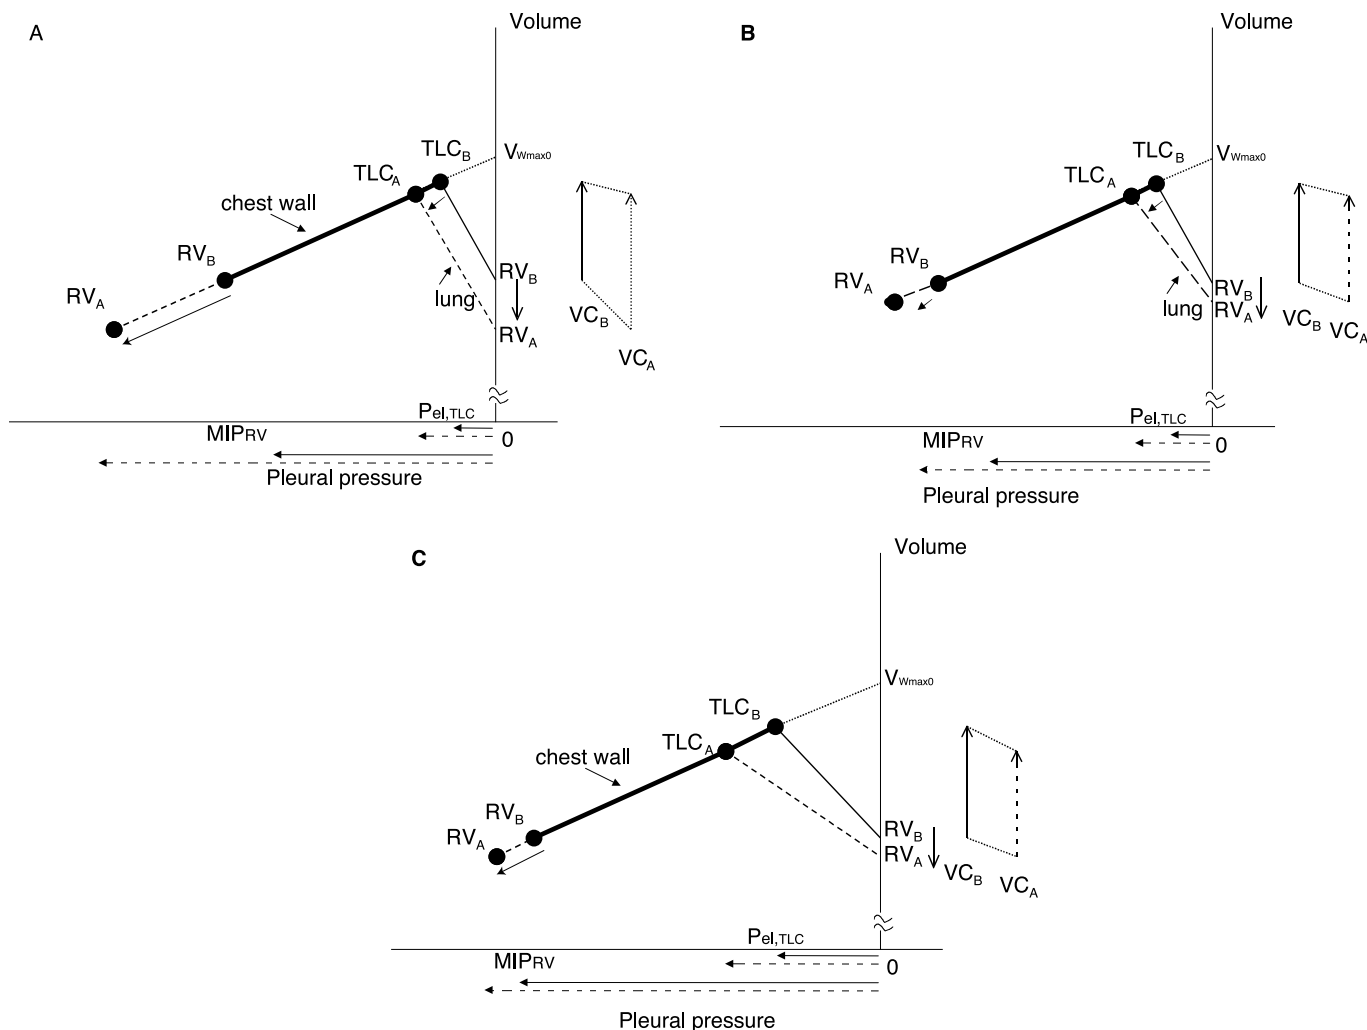 A
Volume
V_Wmax0
TLC_B
TLC_A
chest wall
RV_B
RV_A
lung
RV_B
RV_A
VC_B
VC_A
P_el,TLC
0
MIP_RV
Pleural pressure
B
Volume
V_Wmax0
TLC_B
TLC_A
RV_B
RV_A
lung
RV_B
RV_A
VC_B
VC_A
P_el,TLC
0
MIP_RV
Pleural pressure
C
Volume
V_Wmax0
TLC_B
TLC_A
chest wall
RV_B
RV_A
RV_B
RV_A
VC_B
VC_A
P_el,TLC
0
MIP_RV
Pleural pressure